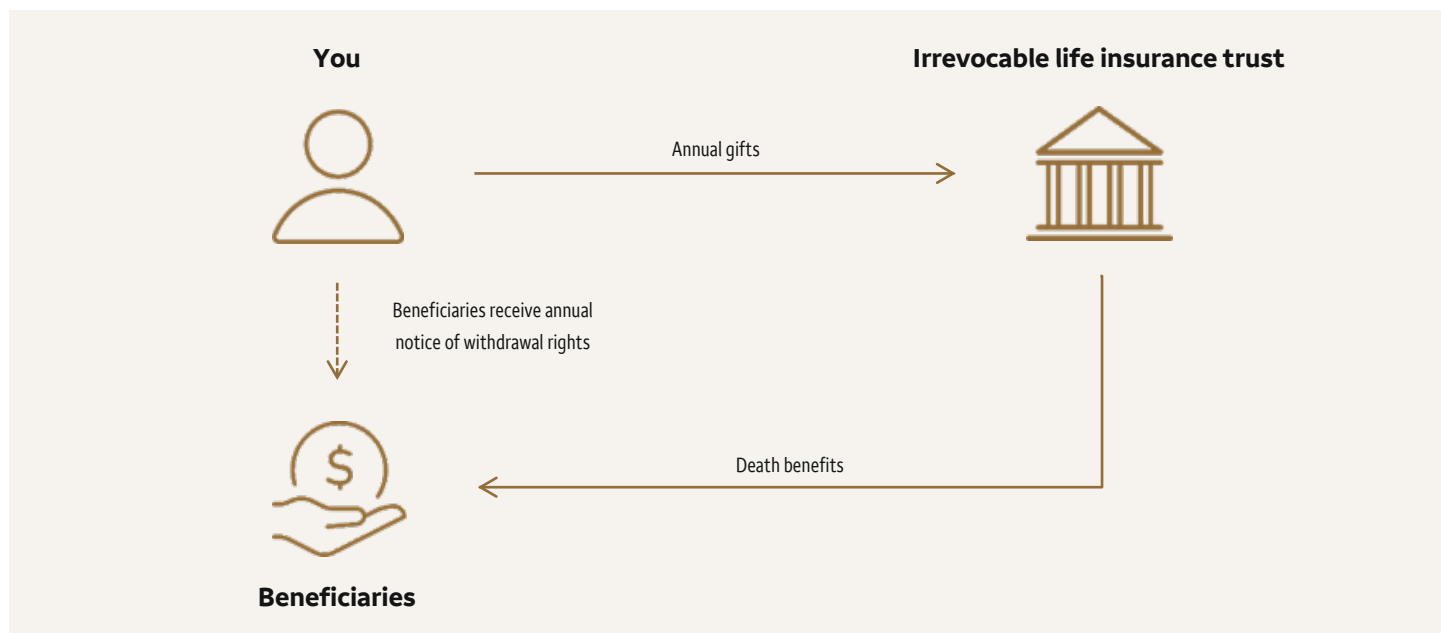 You
Irrevocable life insurance trust
Annual gifts
Beneficiaries receive annual
notice of withdrawal rights
$
Death benefits
Beneficiaries